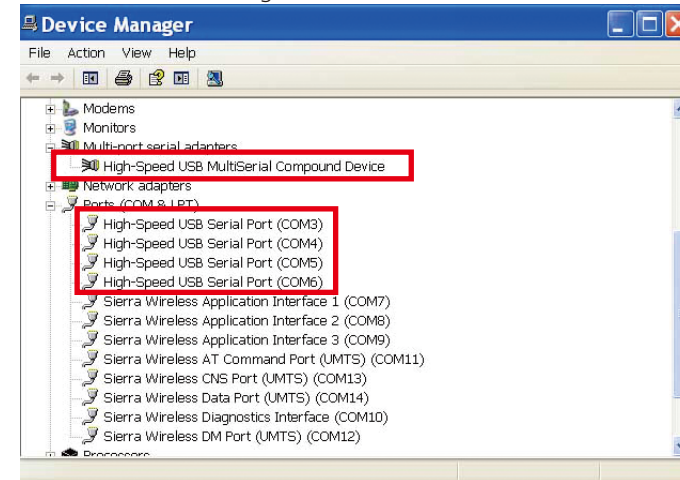 Device Manager
File Action View Help
Modems
Monitors
Multi-port serial adapters
High-Speed USB MultiSerial Compound Device
Network adapters
Ports (COM & LPT)
High-Speed USB Serial Port (COM3)
High-Speed USB Serial Port (COM4)
High-Speed USB Serial Port (COM5)
High-Speed USB Serial Port (COM6)
Sierra Wireless Application Interface 1 (COM7)
Sierra Wireless Application Interface 2 (COM8)
Sierra Wireless Application Interface 3 (COM9)
Sierra Wireless AT Command Port (UMTS) (COM11)
Sierra Wireless CNS Port (UMTS) (COM13)
Sierra Wireless Data Port (UMTS) (COM14)
Sierra Wireless Diagnostics Interface (COM10)
Sierra Wireless DM Port (UMTS) (COM12)
Processors